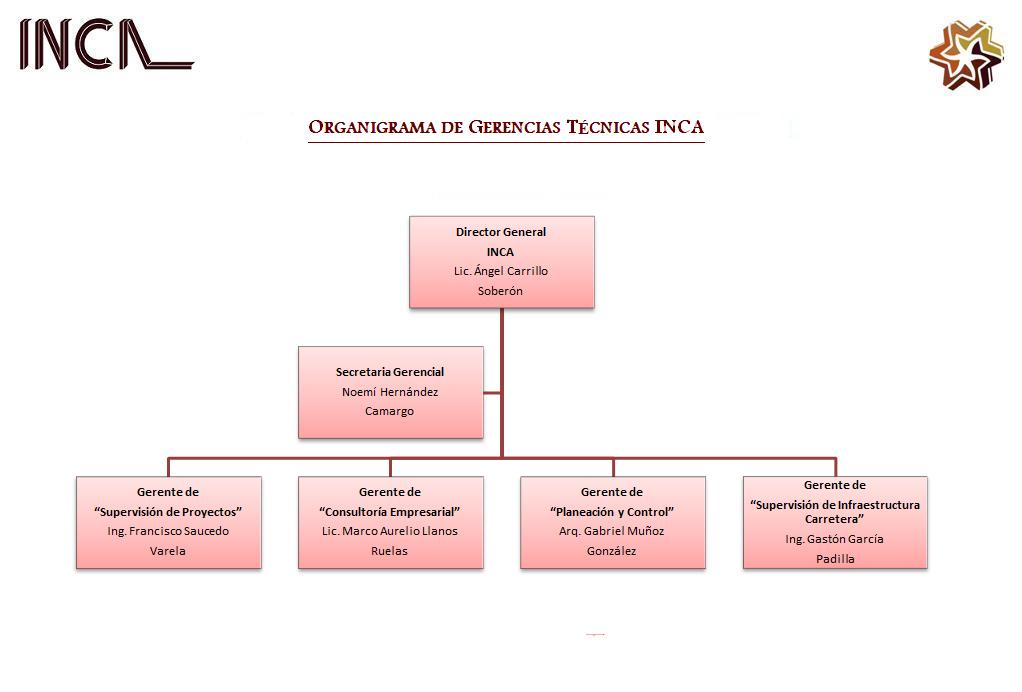 INCA
ORGANIGRAMA DE GERENCIAS TÉCNICAS INCA
Director General
INCA
Lic. Ángel Carrillo
Soberón
Secretaria Gerencial
Noemí Hernández
Camargo
Gerente de
“Supervisión de Proyectos”
Ing. Francisco Saucedo
Varela
Gerente de
“Consultoría Empresarial”
Lic. Marco Aurelio Llanos
Ruelas
Gerente de
“Planeación y Control”
Arq. Gabriel Muñoz
González
Gerente de
“Supervisión de Infraestructura
Carretera”
Ing. Gastón García
Padilla